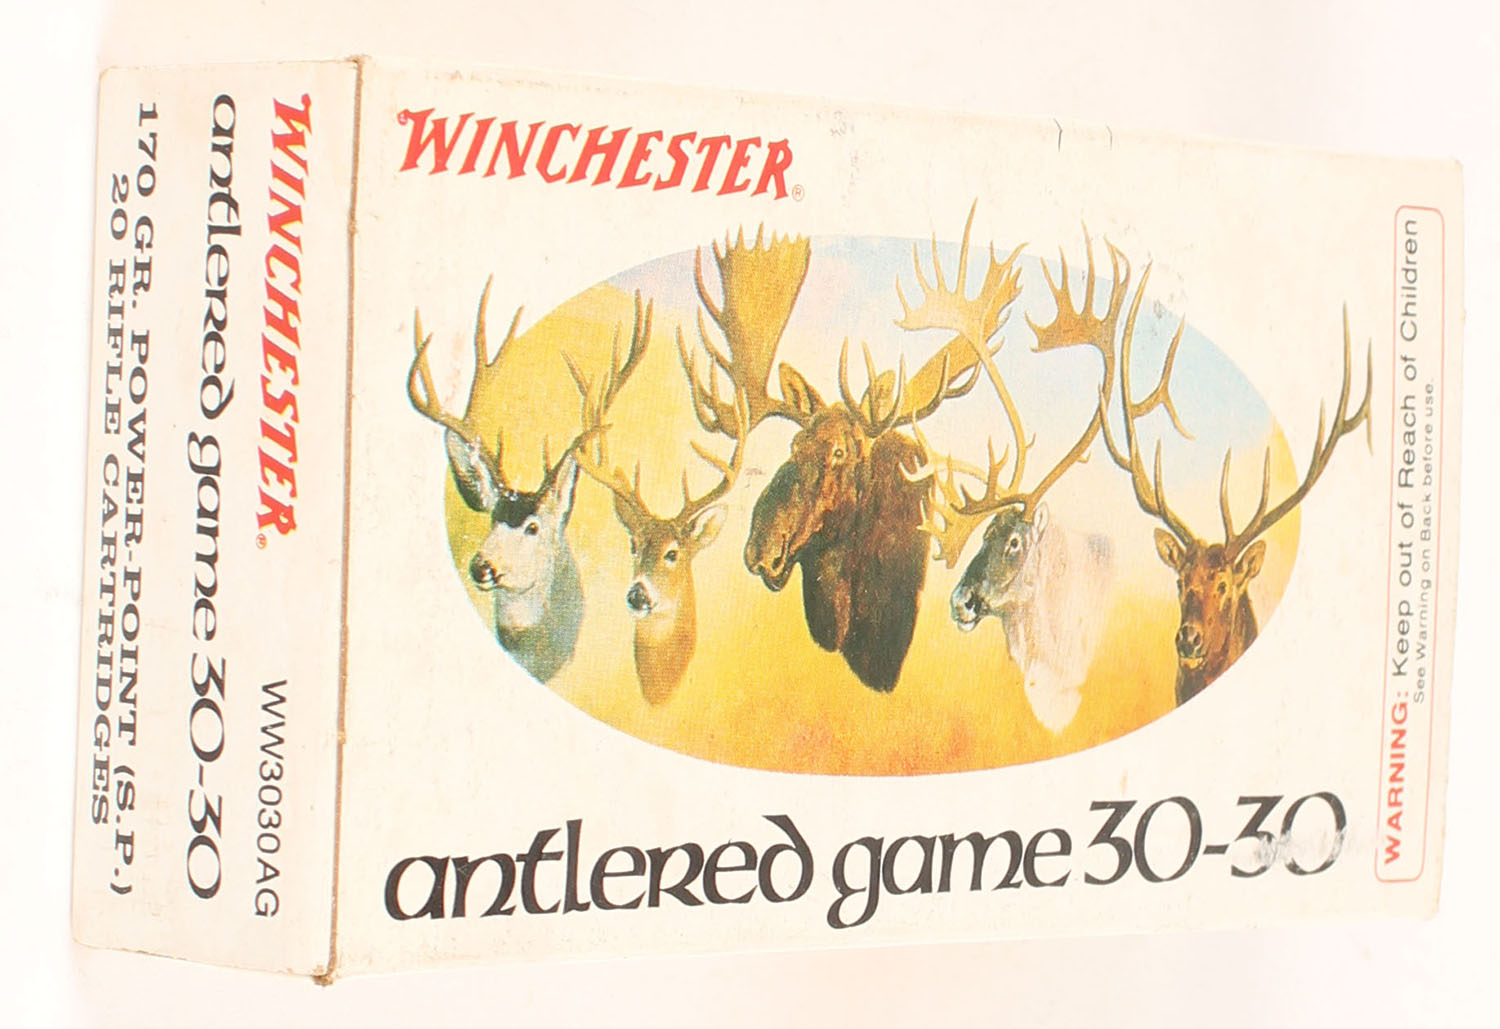 WINCHESTER®
antlered game 30-30
WARNING: Keep out of Reach of Children
See Warning on Back before use.
WINCHESTER® WW3030AG
antlered game 30-30
170 GR. POWER-POINT (S.P.)
20 RIFLE CARTRIDGES